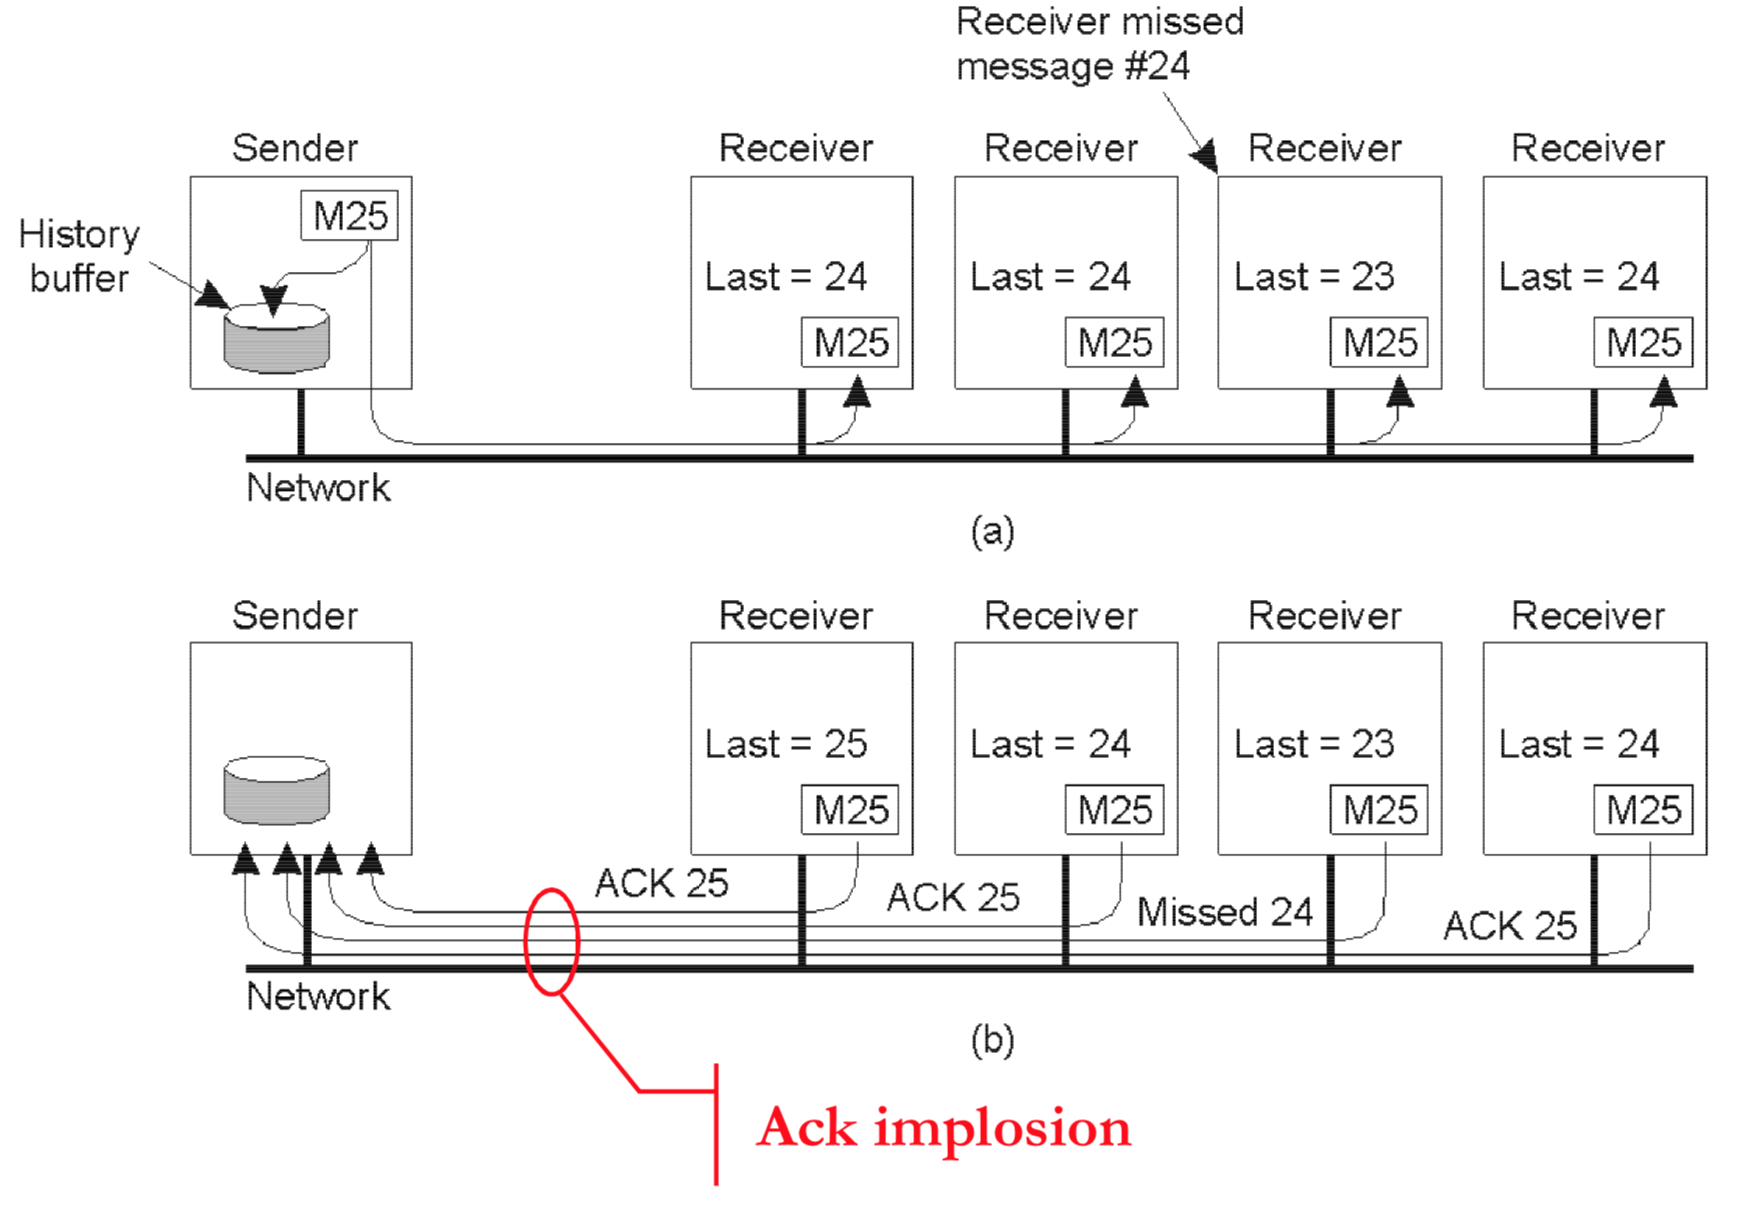 Receiver missed
message #24
Sender
Receiver
Receiver
Receiver
Receiver
History
buffer
M25
Last = 24
Last = 24
Last = 23
Last = 24
M25
M25
M25
M25
Network
(a)
Sender
Receiver
Receiver
Receiver
Receiver
Last = 25
Last = 24
Last = 23
Last = 24
M25
M25
M25
M25
ACK 25
ACK 25
Missed 24
ACK 25
Network
(b)
Ack implosion